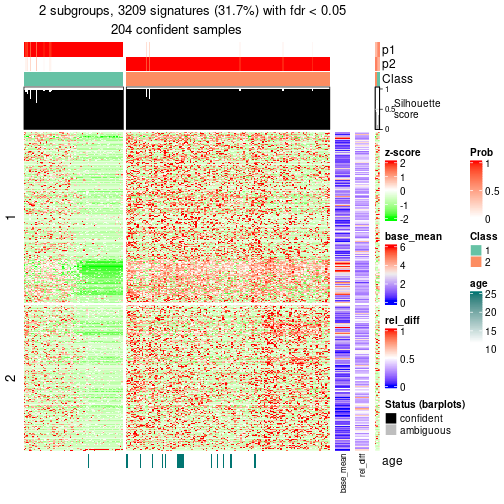 2 subgroups, 3209 signatures (31.7%) with fdr < 0.05
204 confident samples
p1
p2
Class
1
0.5
0
Silhouette
score
1
2
z-score
2
1
0
-1
-2
Prob
1
0.5
0
base_mean
6
4
2
0
Class
1
2
age
25
20
15
10
rel_diff
1
0.5
0
Status (barplots)
confident
ambiguous
base_mean
rel_diff
age